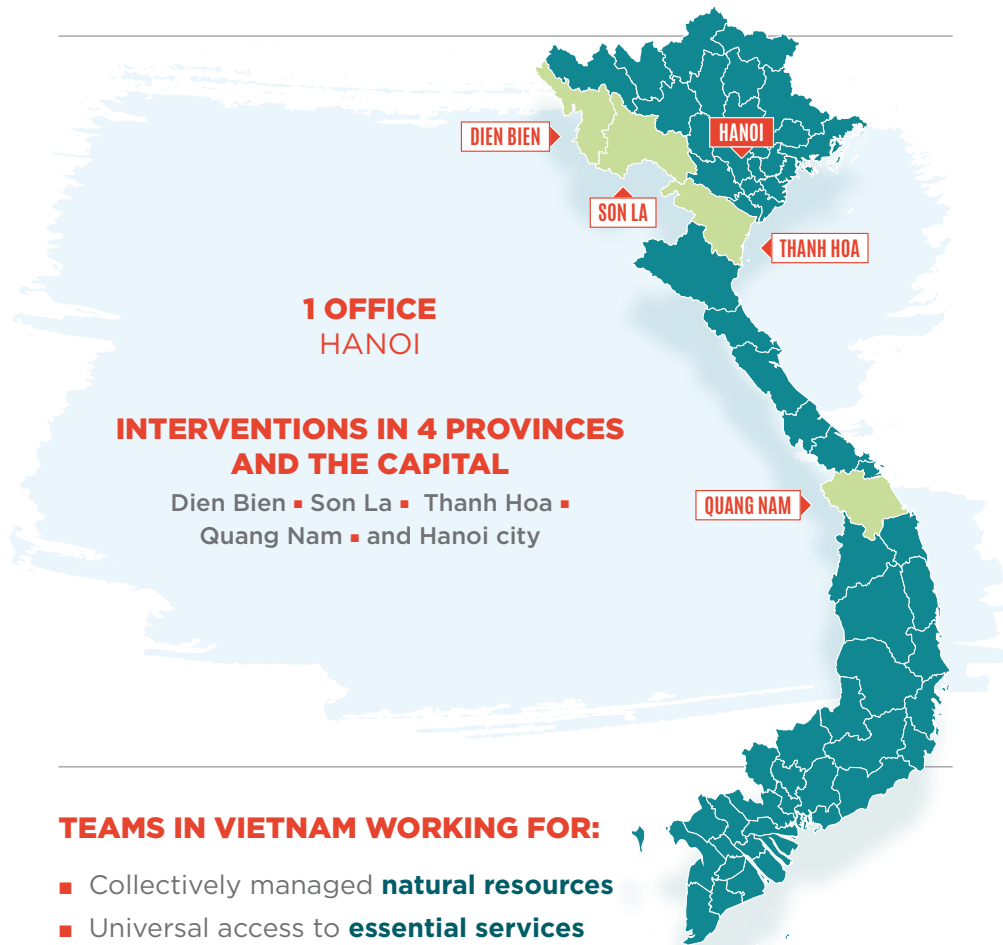 DIEN BIEN
HANOI
SON LA
THANH HOA
1 OFFICE
HANOI
INTERVENTIONS IN 4 PROVINCES
AND THE CAPITAL
Dien Bien ▪ Son La ▪ Thanh Hoa ▪
Quang Nam ▪ and Hanoi city
QUANG NAM
TEAMS IN VIETNAM WORKING FOR:
▪ Collectively managed natural resources
▪ Universal access to essential services